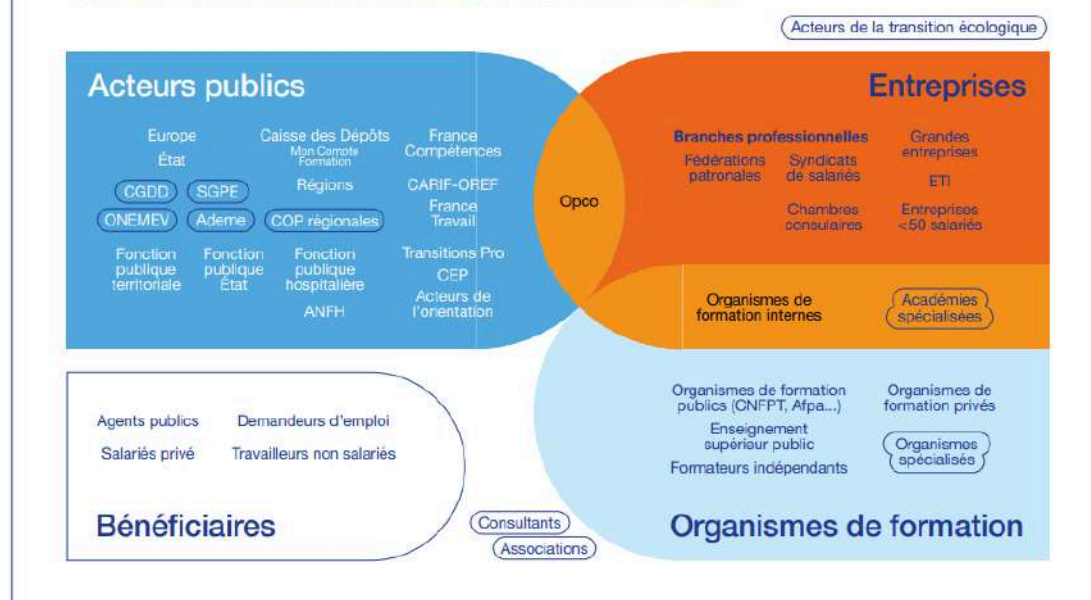 Acteurs de la transition écologique
Acteurs publics
Europe
État
CGDD
SGPE
ONEMEV
Ademe
Fonction
publique
territoriale
Fonction
publique
État
Caisse des Dépôts
Mon Compte
Formation
Régions
COP régionales
Fonction
publique
hospitalière
ANFH
France
Compétences
CARIF-OREF
France
Travail
Transitions Pro
CEP
Acteurs de
l'orientation
Opco
Entreprises
Branches professionnelles
Fédérations
patronales
Syndicats
de salariés
Chambres
consulaires
Grandes
entreprises
ETI
Entreprises
<50 salariés
Organismes de
formation internes
Académies
spécialisées
Agents publics
Demandeurs d'emploi
Salariés privé
Travailleurs non salariés
Bénéficiaires
Consultants
Associations
Organismes de formation
publics (CNFPT, Afpa...)
Enseignement
supérieur public
Formateurs indépendants
Organismes de
formation privés
Organismes
spécialisés
Organismes de formation